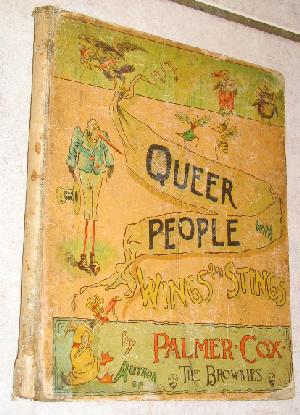 QUEER
PEOPLE with
WINGS AND STINGS
by PALMER COX
AUTHOR OF THE BROWNIES